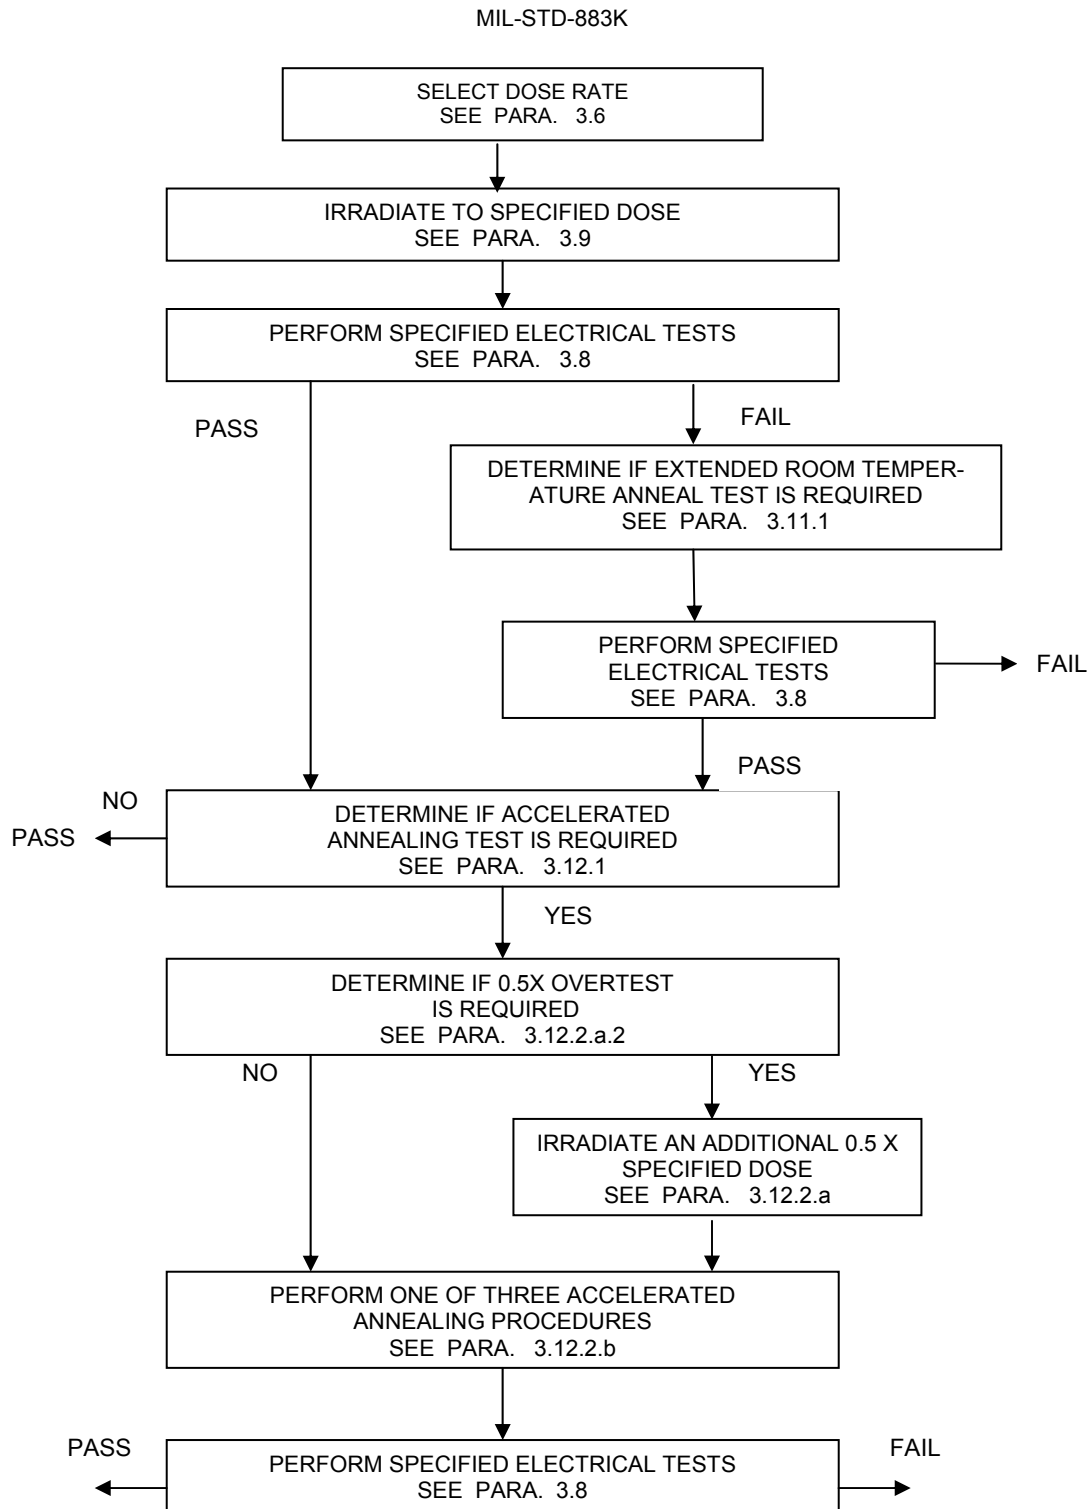 MIL-STD-883K
SELECT DOSE RATE
SEE PARA. 3.6
IRRADIATE TO SPECIFIED DOSE
SEE PARA. 3.9
PERFORM SPECIFIED ELECTRICAL TESTS
SEE PARA. 3.8
PASS
FAIL
DETERMINE IF EXTENDED ROOM TEMPER-
ATURE ANNEAL TEST IS REQUIRED
SEE PARA. 3.11.1
PERFORM SPECIFIED
ELECTRICAL TESTS
SEE PARA. 3.8
FAIL
PASS
NO
PASS
DETERMINE IF ACCELERATED
ANNEALING TEST IS REQUIRED
SEE PARA. 3.12.1
YES
DETERMINE IF 0.5X OVERTEST
IS REQUIRED
SEE PARA. 3.12.2.a.2
NO
YES
IRRADIATE AN ADDITIONAL 0.5 X
SPECIFIED DOSE
SEE PARA. 3.12.2.a
PERFORM ONE OF THREE ACCELERATED
ANNEALING PROCEDURES
SEE PARA. 3.12.2.b
PASS
FAIL
PERFORM SPECIFIED ELECTRICAL TESTS
SEE PARA. 3.8